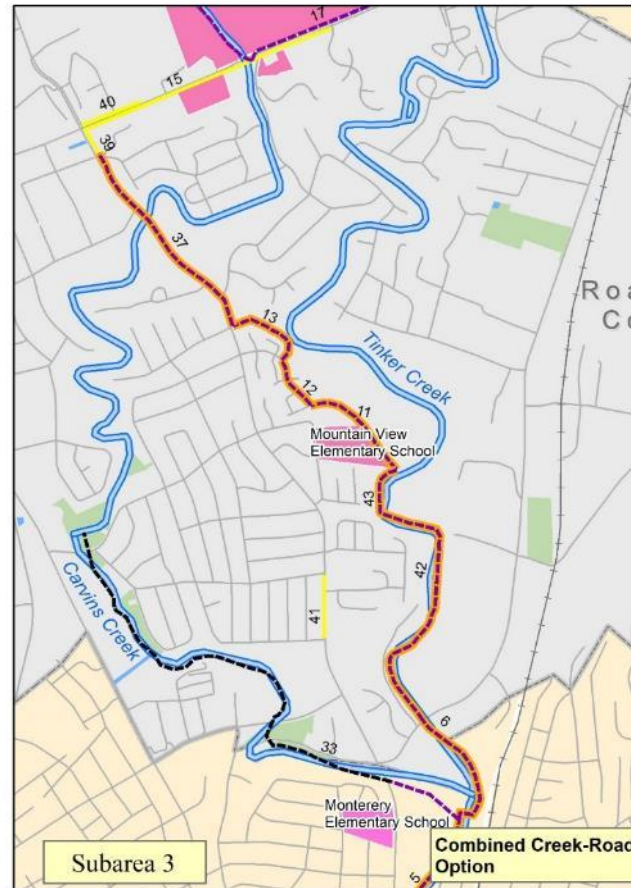 17
15
40
39
37
Roa
Co
13
Tinker Creek
12
11
Mountain View
Elementary School
43
42
41
Carvins Creek
6
33
Monterery
Elementary School
Subarea 3
Combined Creek-Road
Option
5